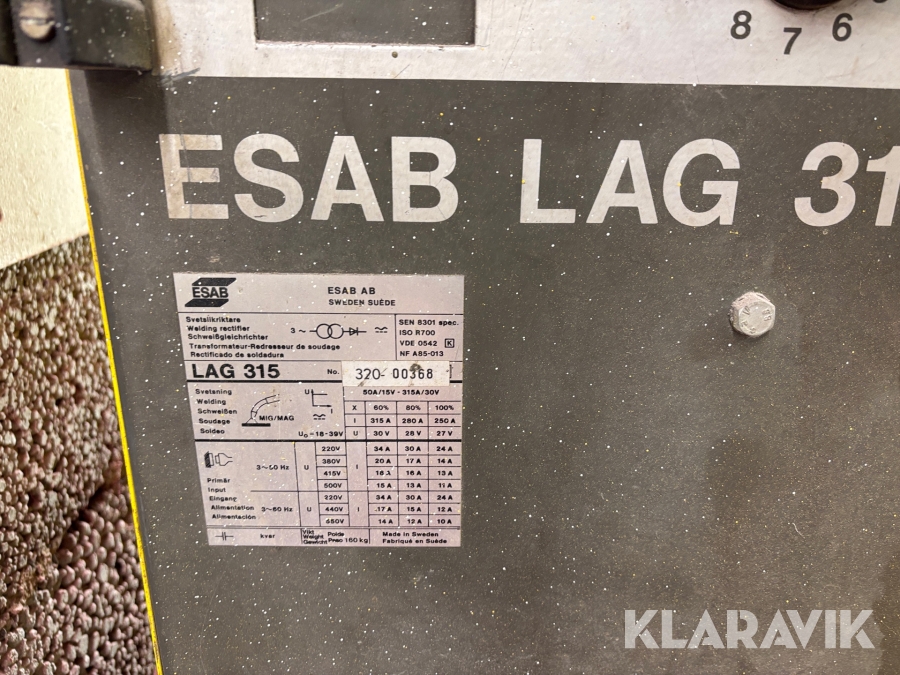 8 7 6
ESAB LAG 31
ESAB
ESAB AB
SWEDEN SUÈDE
Svetslikriktare
Welding rectifier
Schweißgleichrichter
Transformateur-Redresseur de soudage
Rectificado de soldadura
3 ~
SEN 8301 spec.
ISO R700
VDE 0542 K
NF A85-013
LAG 315 No. 320- 00368
Svetsning
Welding
Schweißen
Soudage
Soldeo
MIG/MAG
U
I
U₀=18-39V
50A/15V - 315A/30V
X 60% 80% 100%
I 315 A 280 A 250 A
U 30 V 28 V 27 V
Primär
Input
Eingang
Alimentation
Alimentación
3~50 Hz U I
220V 34 A 30 A 24 A
380V 20 A 17 A 14 A
415V 16 A 13 A
500V 15 A 13 A 11 A
3~60 Hz U I
220V 34 A 30 A 24 A
440V 17 A 15 A 12 A
14 A 12 A 10 A
kvar
Vikt Poids
Weight Peso 160 kg
Gewicht
Made in Sweden
Fabriqué en Suède
KLARAVIK